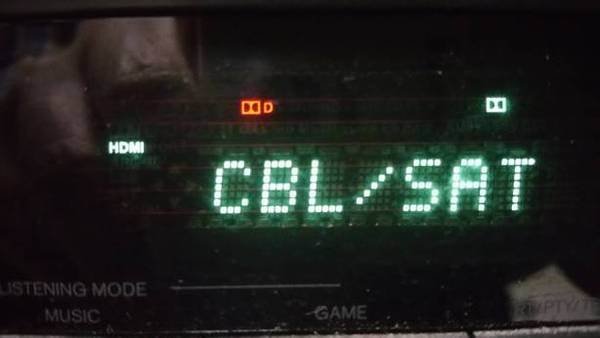 D
HDMI
CBL/SAT
LISTENING MODE
MUSIC
GAME